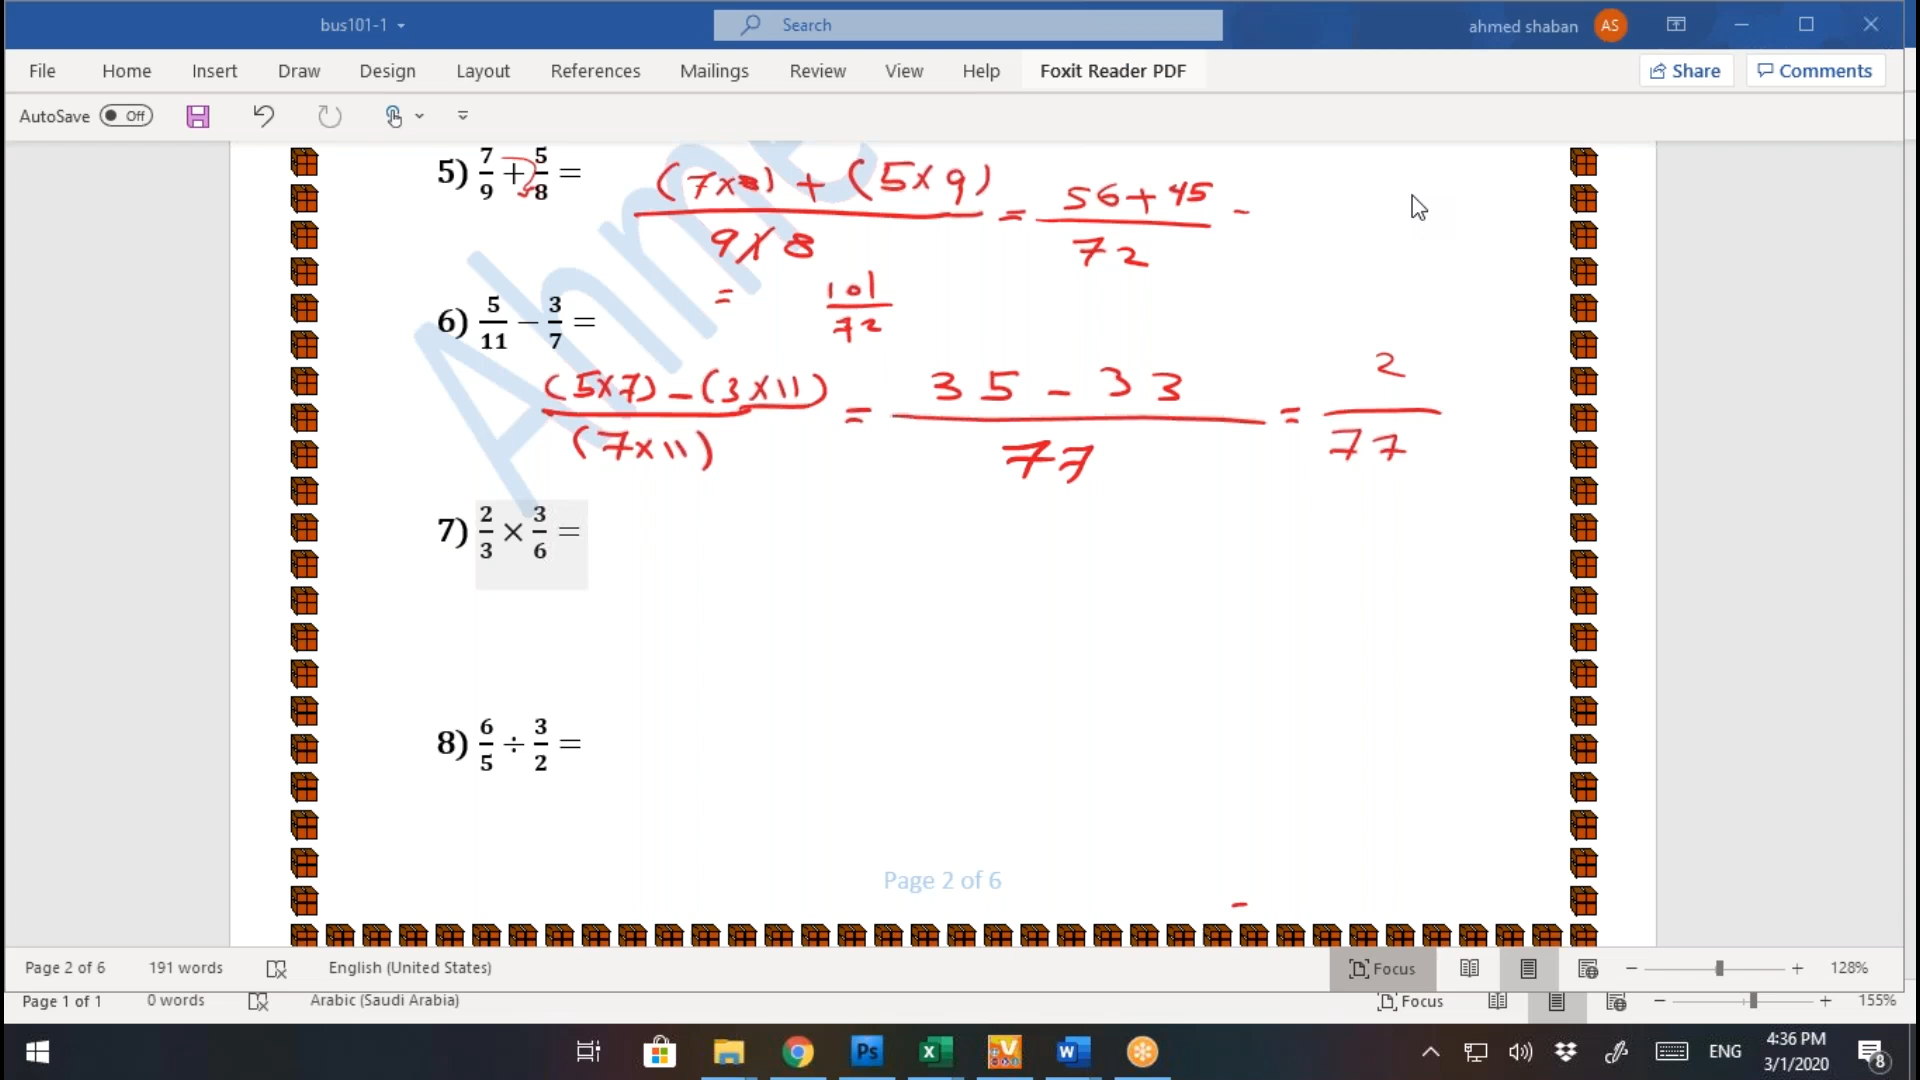 bus101-1
Search
ahmed shaban AS
File Home Insert Draw Design Layout References Mailings Review View Help Foxit Reader PDF Share Comments
AutoSave Off
Ahme
5) 7/9 + 5/8 =
(7×8) + (5×9) / 9×8 = 56+45 / 72 =
= 101/72
6) 5/11 − 3/7 =
(5×7) − (3×11) / (7×11) = 35 − 33 / 77 = 2/77
7) 2/3 × 3/6 =
8) 6/5 ÷ 3/2 =
Page 2 of 6
Page 2 of 6 191 words English (United States) Focus 128%
Page 1 of 1 0 words Arabic (Saudi Arabia) Focus 155%
Ps X V W ENG 4:36 PM
3/1/2020 8